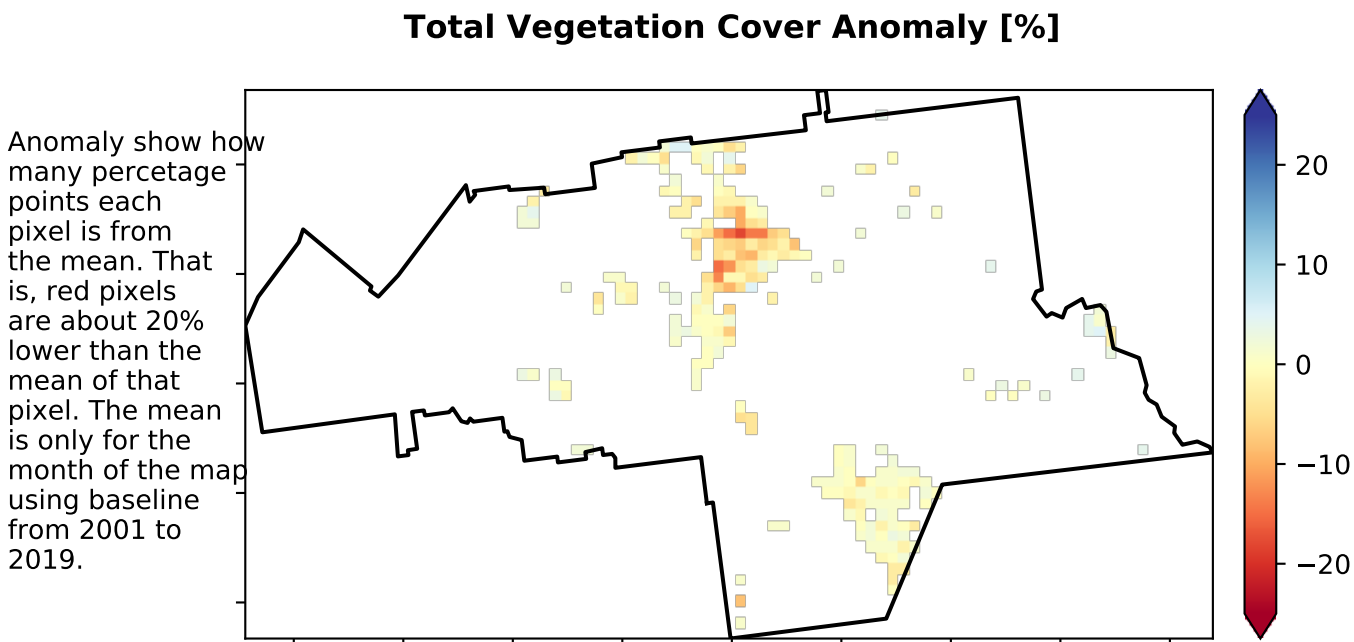 Total Vegetation Cover Anomaly [%]
Anomaly show how
many percetage
points each
pixel is from
the mean. That
is, red pixels
are about 20%
lower than the
mean of that
pixel. The mean
is only for the
month of the map
using baseline
from 2001 to
2019.
20
10
0
−10
−20